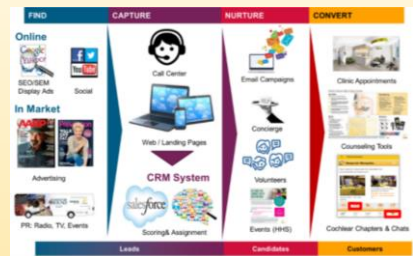 FIND
CAPTURE
NURTURE
CONVERT
Online
Google
SEO/SEM
Display Ads
Social
In Market
AARP
Advertising
PR: Radio, TV, Events
Call Center
Web / Landing Pages
CRM System
salesforce
Scoring& Assignment
Email Campaigns
Concierge
Volunteers
Events (HHS)
Clinic Appointments
Counseling Tools
Cochlear Chapters & Chats
Leads
Candidates
Customers